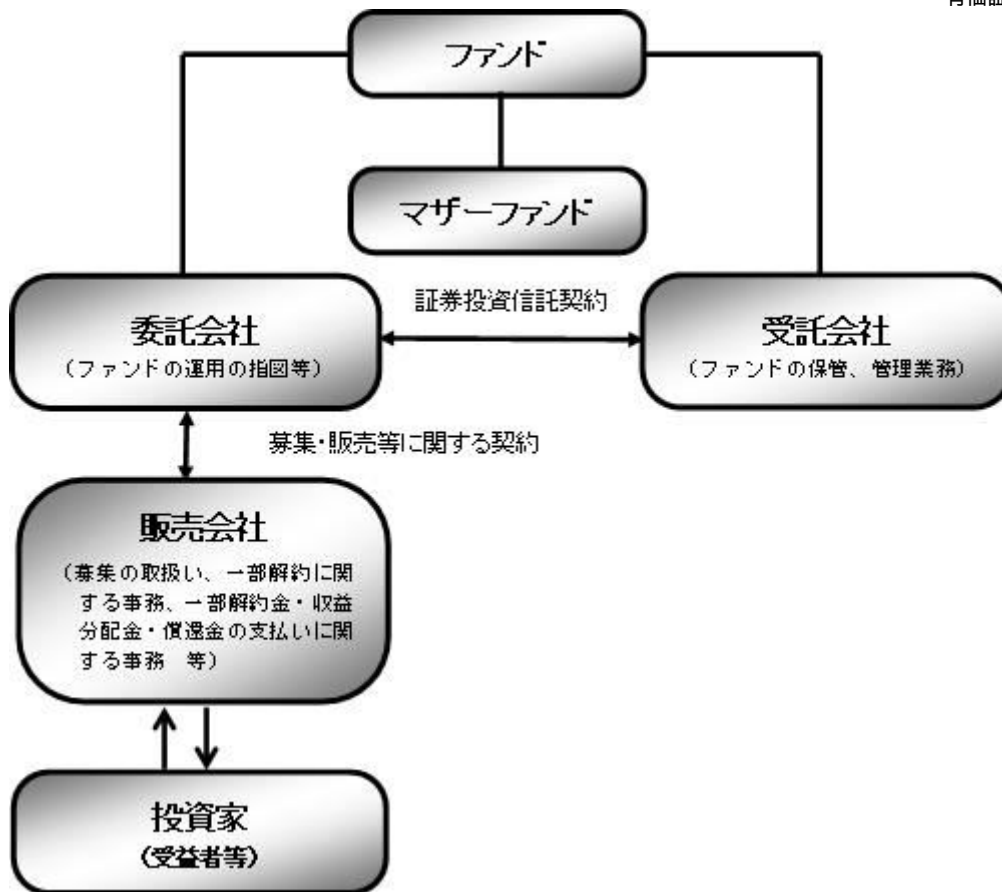 ファンド
マザーファンド
証券投資信託契約
委託会社
(ファンドの運用の指図等)
受託会社
(ファンドの保管、管理業務)
募集・販売等に関する契約
販売会社
(募集の取扱い、一部解約に関
する事務、一部解約金・収益
分配金・償還金の支払いに関
する事務 等)
投資家
(受益者等)